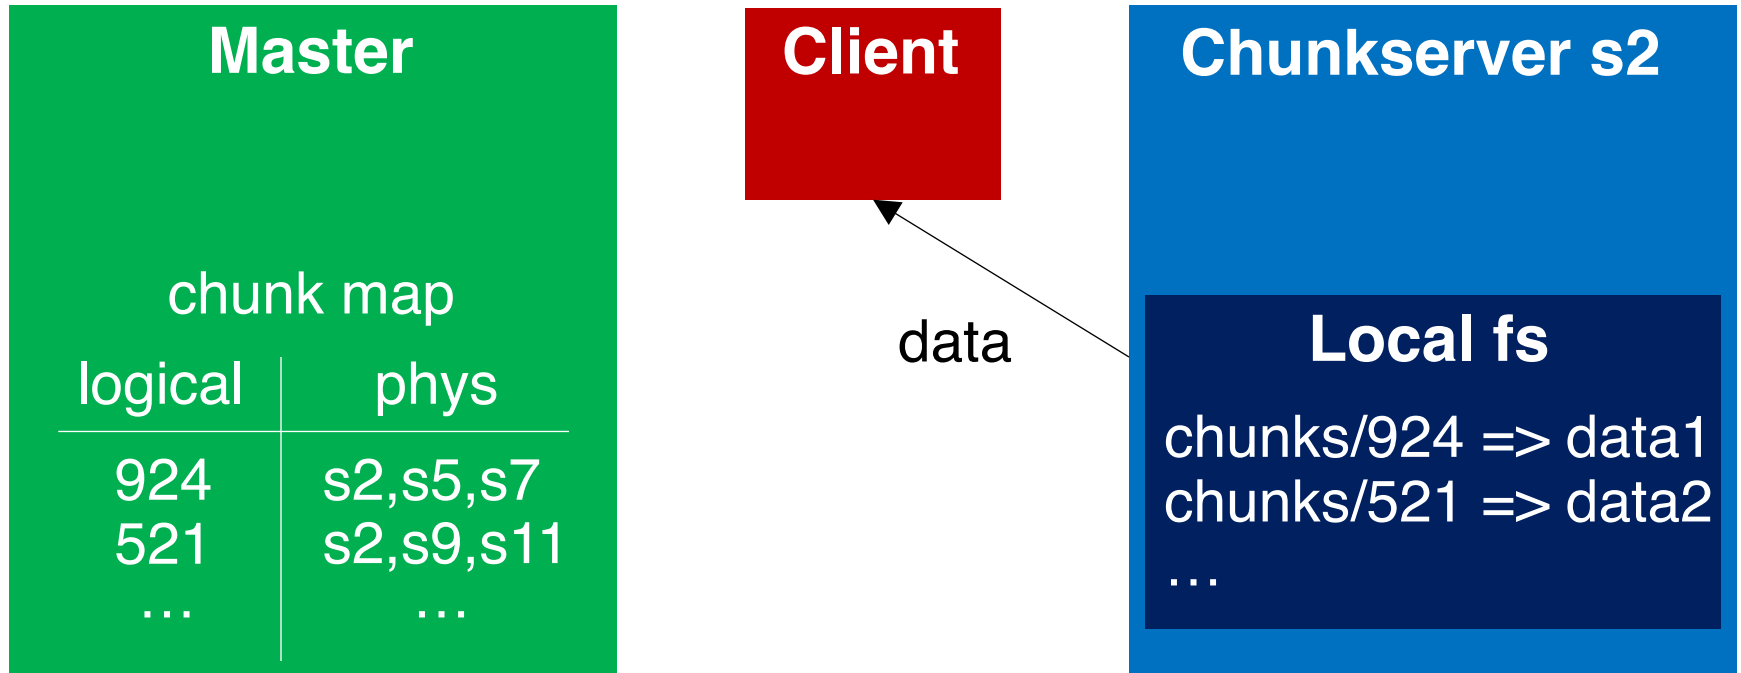 Master
chunk map
logical phys
924 s2,s5,s7
521 s2,s9,s11
… …
Client
data
Chunkserver s2
Local fs
chunks/924 => data1
chunks/521 => data2
…